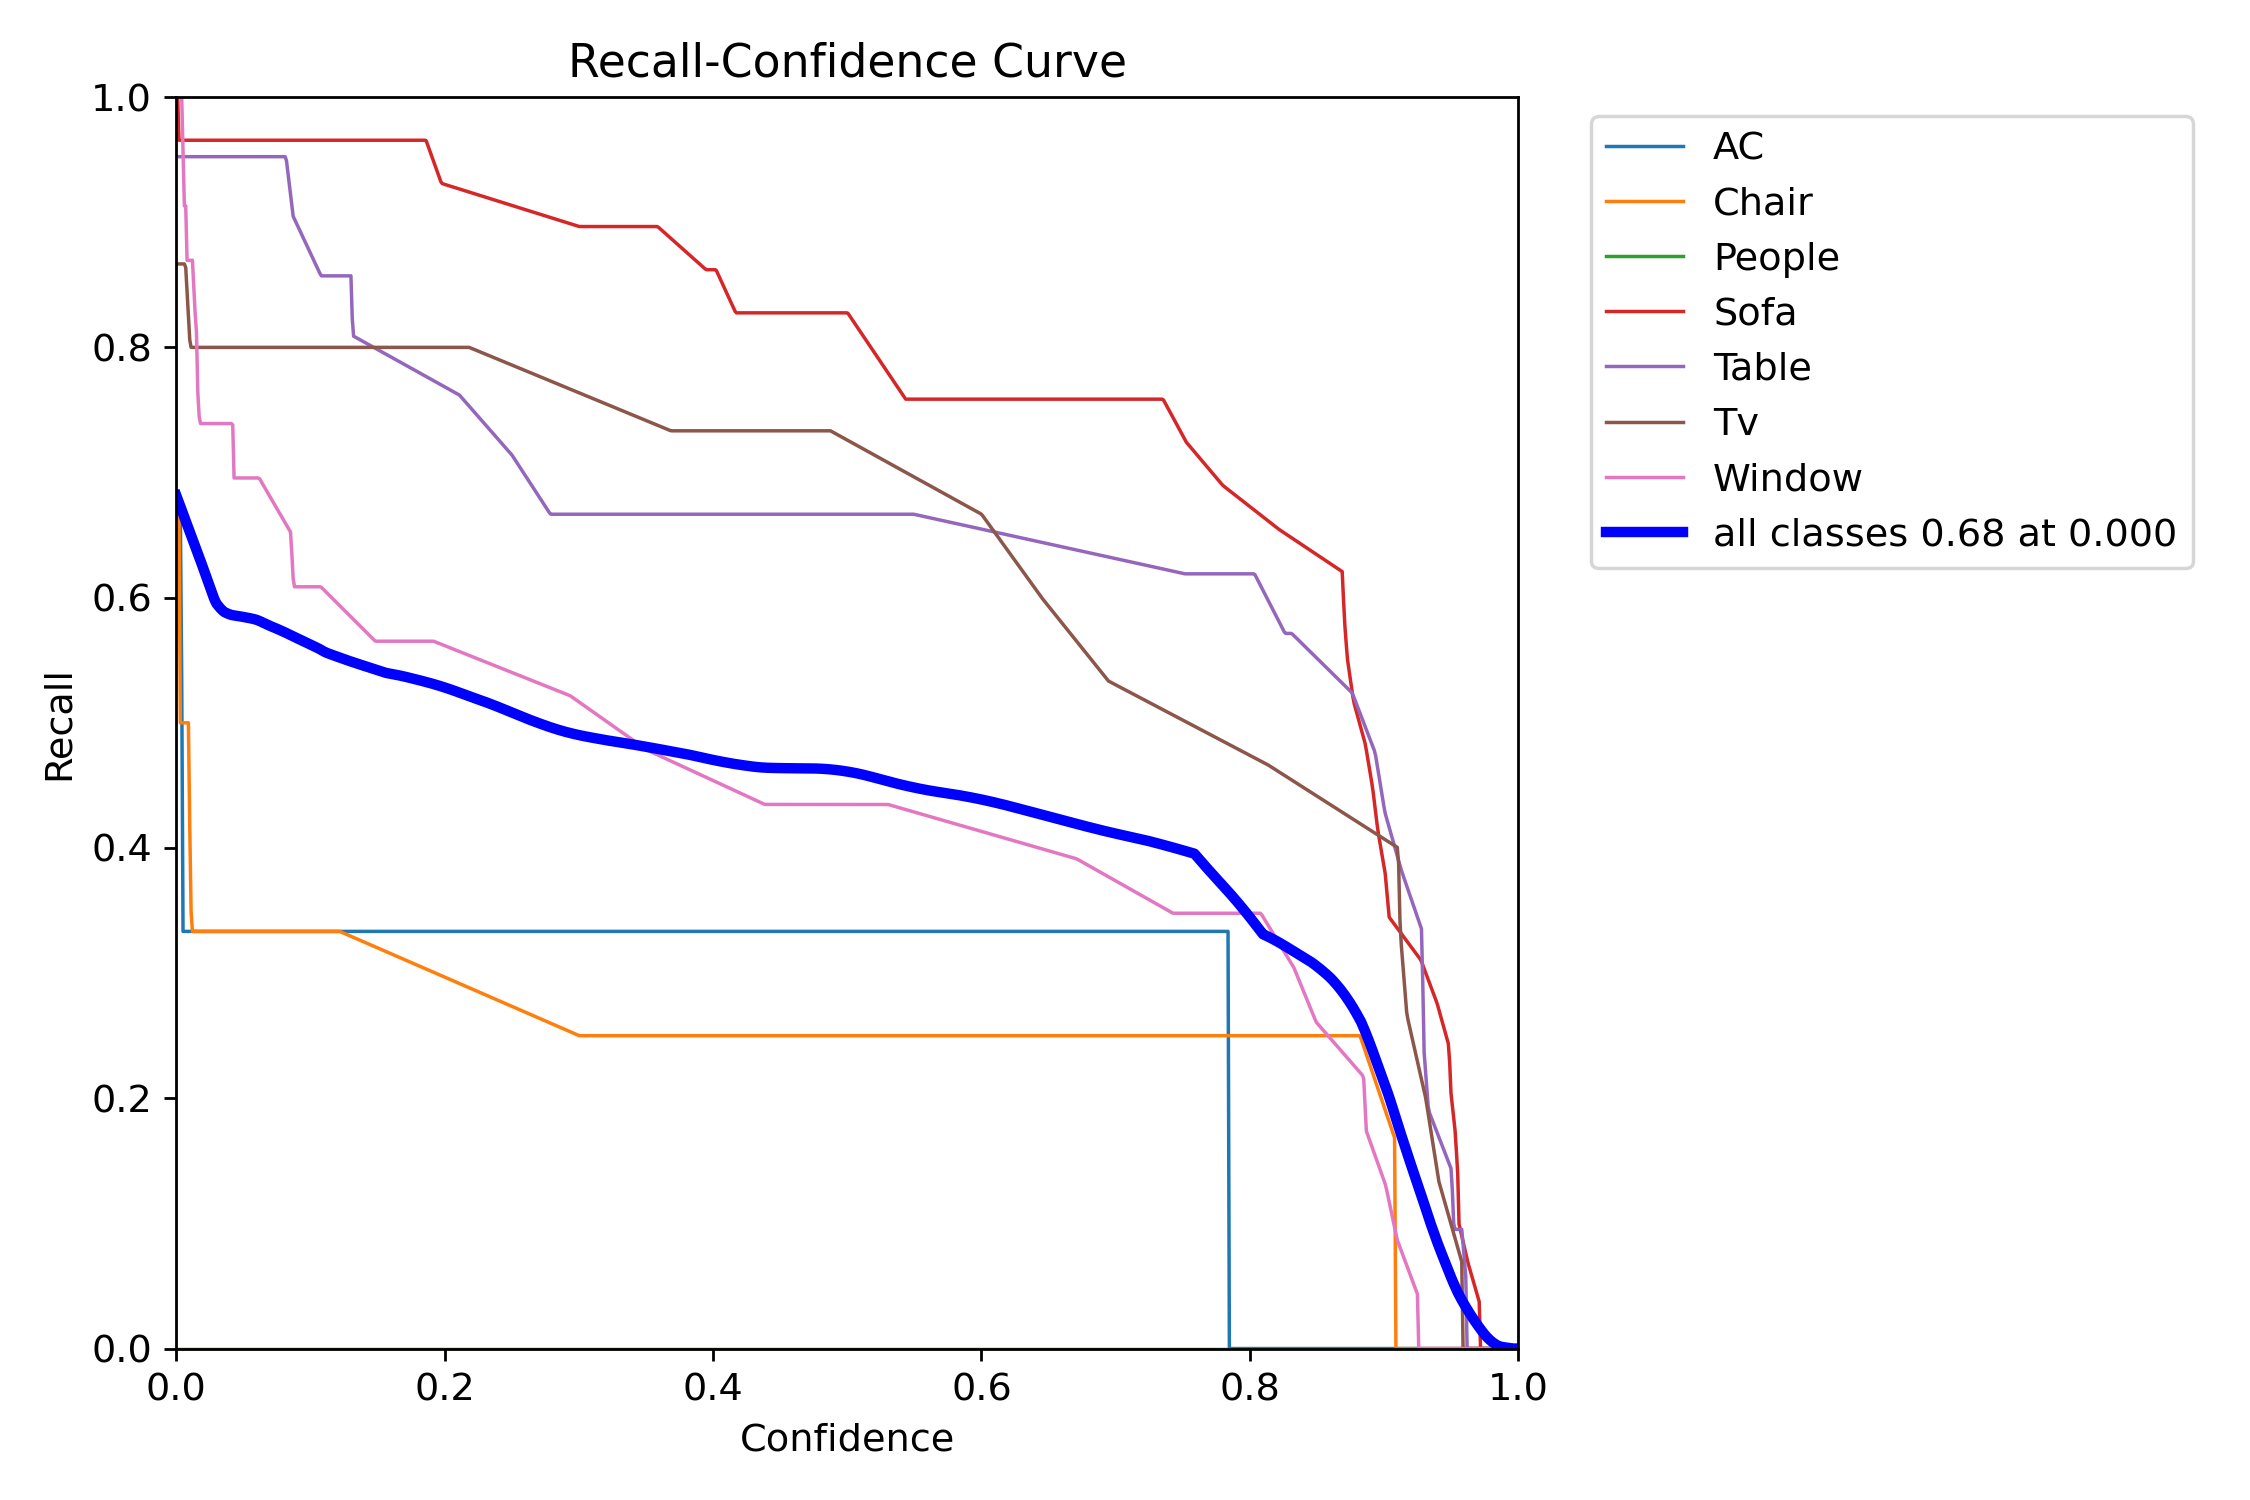 Recall-Confidence Curve
1.0
0.8
0.6
0.4
0.2
0.0
Recall
0.0 0.2 0.4 0.6 0.8 1.0
Confidence
AC
Chair
People
Sofa
Table
Tv
Window
all classes 0.68 at 0.000